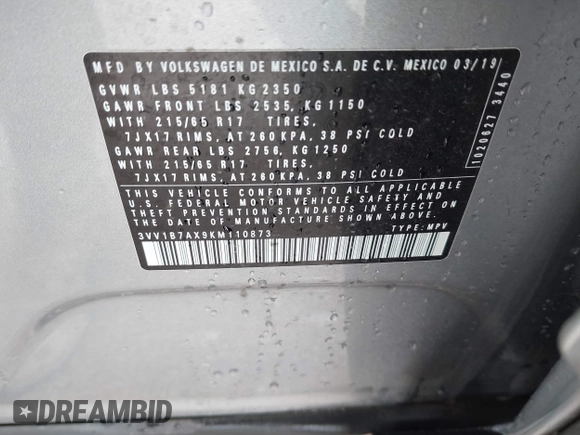 MFD BY VOLKSWAGEN DE MEXICO S.A. DE C.V. MEXICO 03/19
GVWR LBS 5181 KG 2350
GAWR FRONT LBS 2535, KG 1150
WITH 215/65 R17 TIRES,
7JX17 RIMS, AT 260 KPA, 38 PSI COLD
GAWR REAR LBS 2756, KG 1250
WITH 215/65 R17 TIRES,
7JX17 RIMS, AT 260 KPA, 38 PSI COLD
THIS VEHICLE CONFORMS TO ALL APPLICABLE
U.S. FEDERAL MOTOR VEHICLE SAFETY AND
THEFT PREVENTION STANDARDS IN EFFECT ON
THE DATE OF MANUFACTURE SHOWN ABOVE
3VV1B7AX9KM110873 TYPE: MPV
1020627 3440
DREAMBID